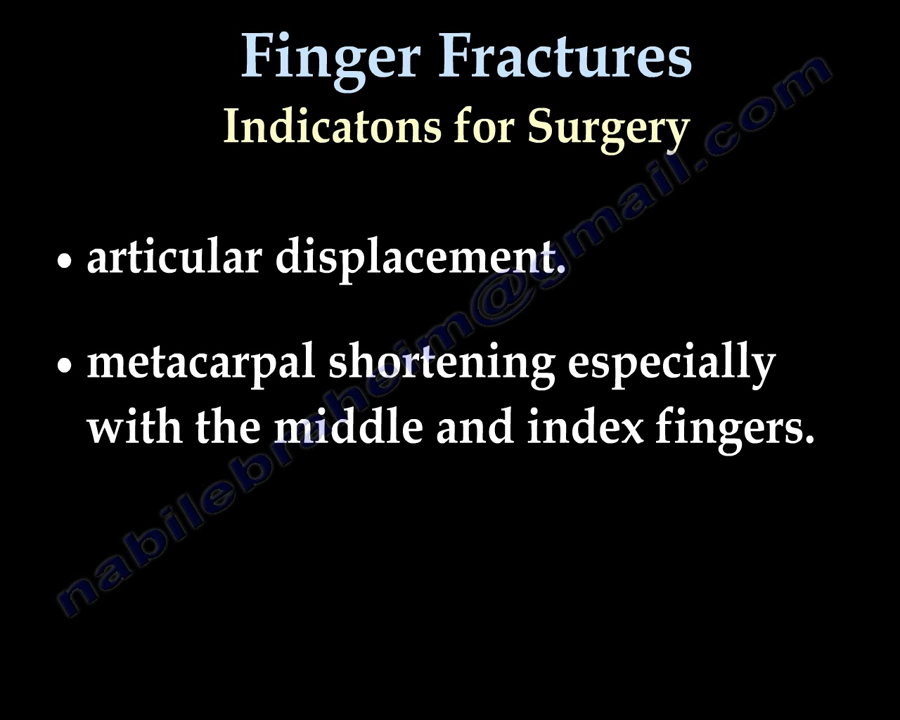 Finger Fractures
Indicatons for Surgery
• articular displacement.
• metacarpal shortening especially
with the middle and index fingers.
nabilebraheim@gmail.com